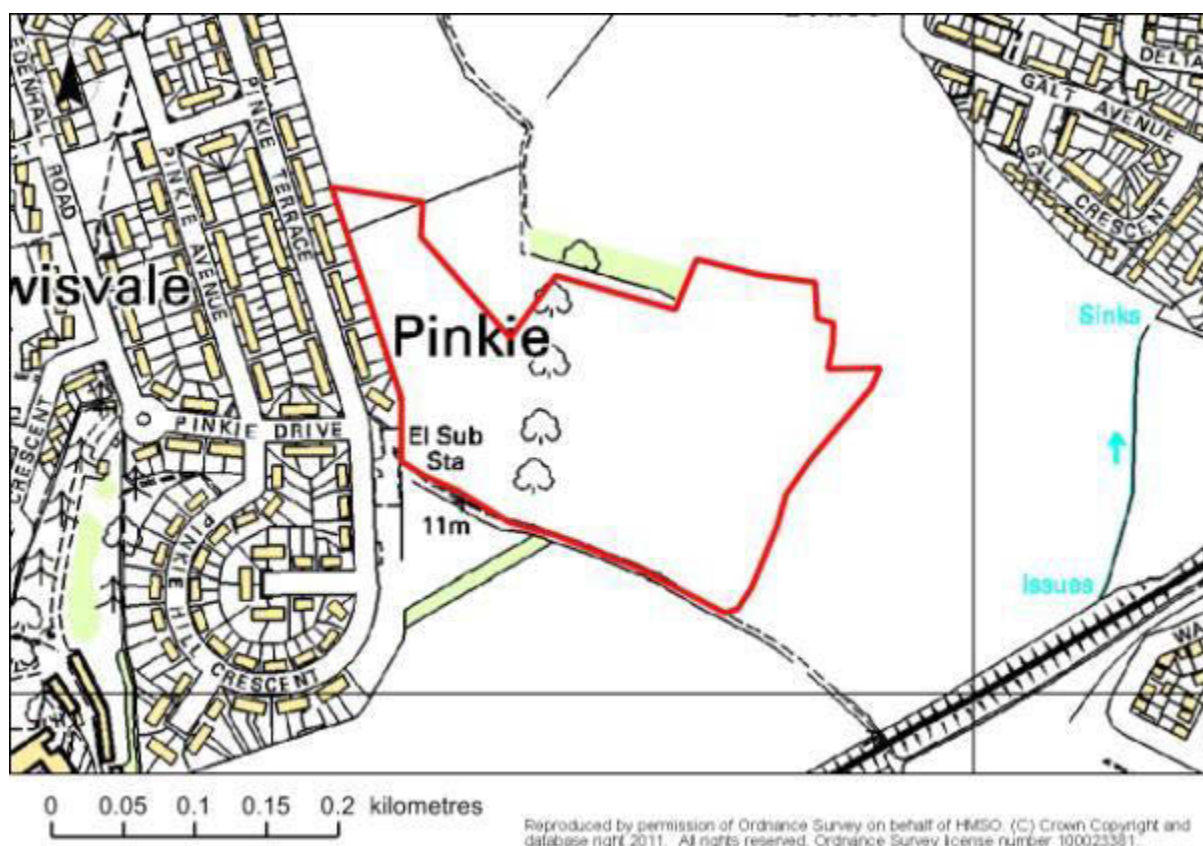 GALT AVENUE
DELTA
GALT CRESCENT
EDENHALL ROAD
PINKIE AVENUE
PINKIE TERRACE
wisvale
Pinkie
Sinks
CRESCENT
PINKIE DRIVE
El Sub
Sta
11m
PINKIE HILL CRESCENT
Issues
WA
0 0.05 0.1 0.15 0.2 kilometres
Reproduced by permission of Ordnance Survey on behalf of HMSO. (C) Crown Copyright and
database right 2011. All rights reserved. Ordnance Survey license number 100023381.